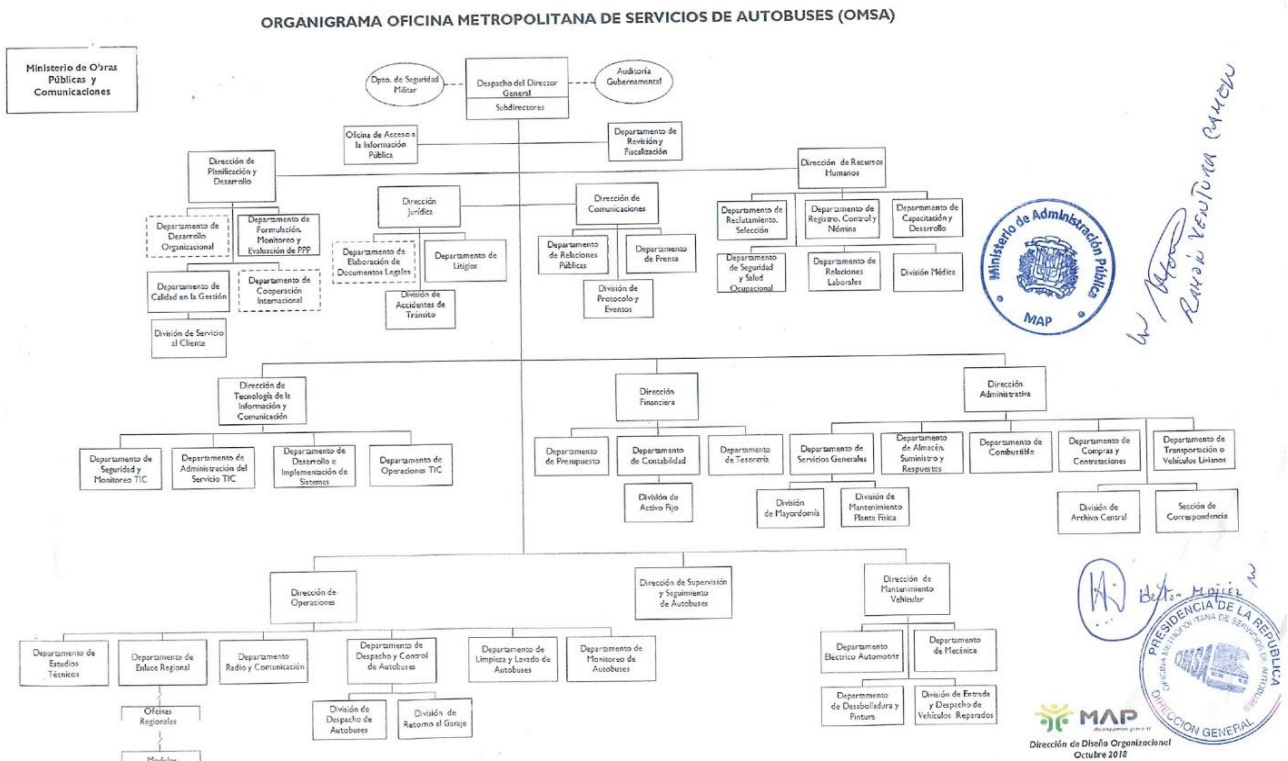 ORGANIGRAMA OFICINA METROPOLITANA DE SERVICIOS DE AUTOBUSES (OMSA)
Ministerio de Obras
Públicas y
Comunicaciones
Dpto. de Seguridad
Militar
Despacho del Director
General
Subdirectores
Auditoría
Gubernamental
Oficina de Acceso a
la Información
Pública
Departamento de
Revisión y
Fiscalización
Dirección de
Planificación y
Desarrollo
Dirección de Recursos
Humanos
Dirección
Jurídica
Dirección de
Comunicaciones
Departamento de
Desarrollo
Organizacional
Departamento de
Formulación,
Monitoreo y
Evaluación de PPP
Departamento de
Calidad en la Gestión
Departamento de
Cooperación
Internacional
División de Servicio
al Cliente
Departamento de
Elaboración de
Documentos Legales
Departamento de
Litigios
División de
Accidentes de
Tránsito
Departamento
de Relaciones
Públicas
Departamento
de Prensa
División de
Protocolo y
Eventos
Departamento de
Reclutamiento,
Selección
Departamento de
Registro, Control y
Nómina
Departamento de
Capacitación y
Desarrollo
Departamento
de Seguridad
y Salud
Ocupacional
Departamento de
Relaciones
Laborales
División Médica
Ministerio de Administración Pública
MAP
RAMÓN VENTURA
Dirección de
Tecnología de la
Información y
Comunicación
Dirección
Financiera
Dirección
Administrativa
Departamento de
Seguridad y
Monitoreo TIC
Departamento de
Administración del
Servicio TIC
Departamento de
Desarrollo e
Implementación de
Sistemas
Departamento de
Operaciones TIC
Departamento
de Presupuesto
Departamento
de Contabilidad
Departamento
de Tesorería
División de
Activo Fijo
Departamento de
Servicios Generales
Departamento
de Almacén,
Suministro y
Respuestos
Departamento de
Combustible
Departamento de
Compras y
Contrataciones
Departamento de
Transportación o
Vehículos Livianos
División
de Mayordomía
División de
Mantenimiento
Planta Física
División de
Archivo Central
Sección de
Correspondencia
Dirección de
Operaciones
Dirección de Supervisión
y Seguimiento
de Autobuses
Dirección de
Mantenimiento
Vehicular
Departamento de
Estudios
Técnicos
Departamento de
Enlace Regional
Departamento
Radio y Comunicación
Departamento de
Despacho y Control
de Autobuses
Departamento de
Limpieza y Lavado de
Autobuses
Departamento de
Monitoreo de
Autobuses
Oficinas
Regionales
Modulos
División de
Despacho de
Autobuses
División de
Retorno al Garaje
Departamento
Eléctrico Automotriz
Departamento
de Mecánica
Departamento
de Desabolladura y
Pintura
División de Entrada
y Despacho de
Vehículos Reparados
PRESIDENCIA DE LA REPÚBLICA
OFICINA METROPOLITANA DE SERVICIOS DE AUTOBUSES
DIRECCION GENERAL
MAP
Dirección de Diseño Organizacional
Octubre 2018